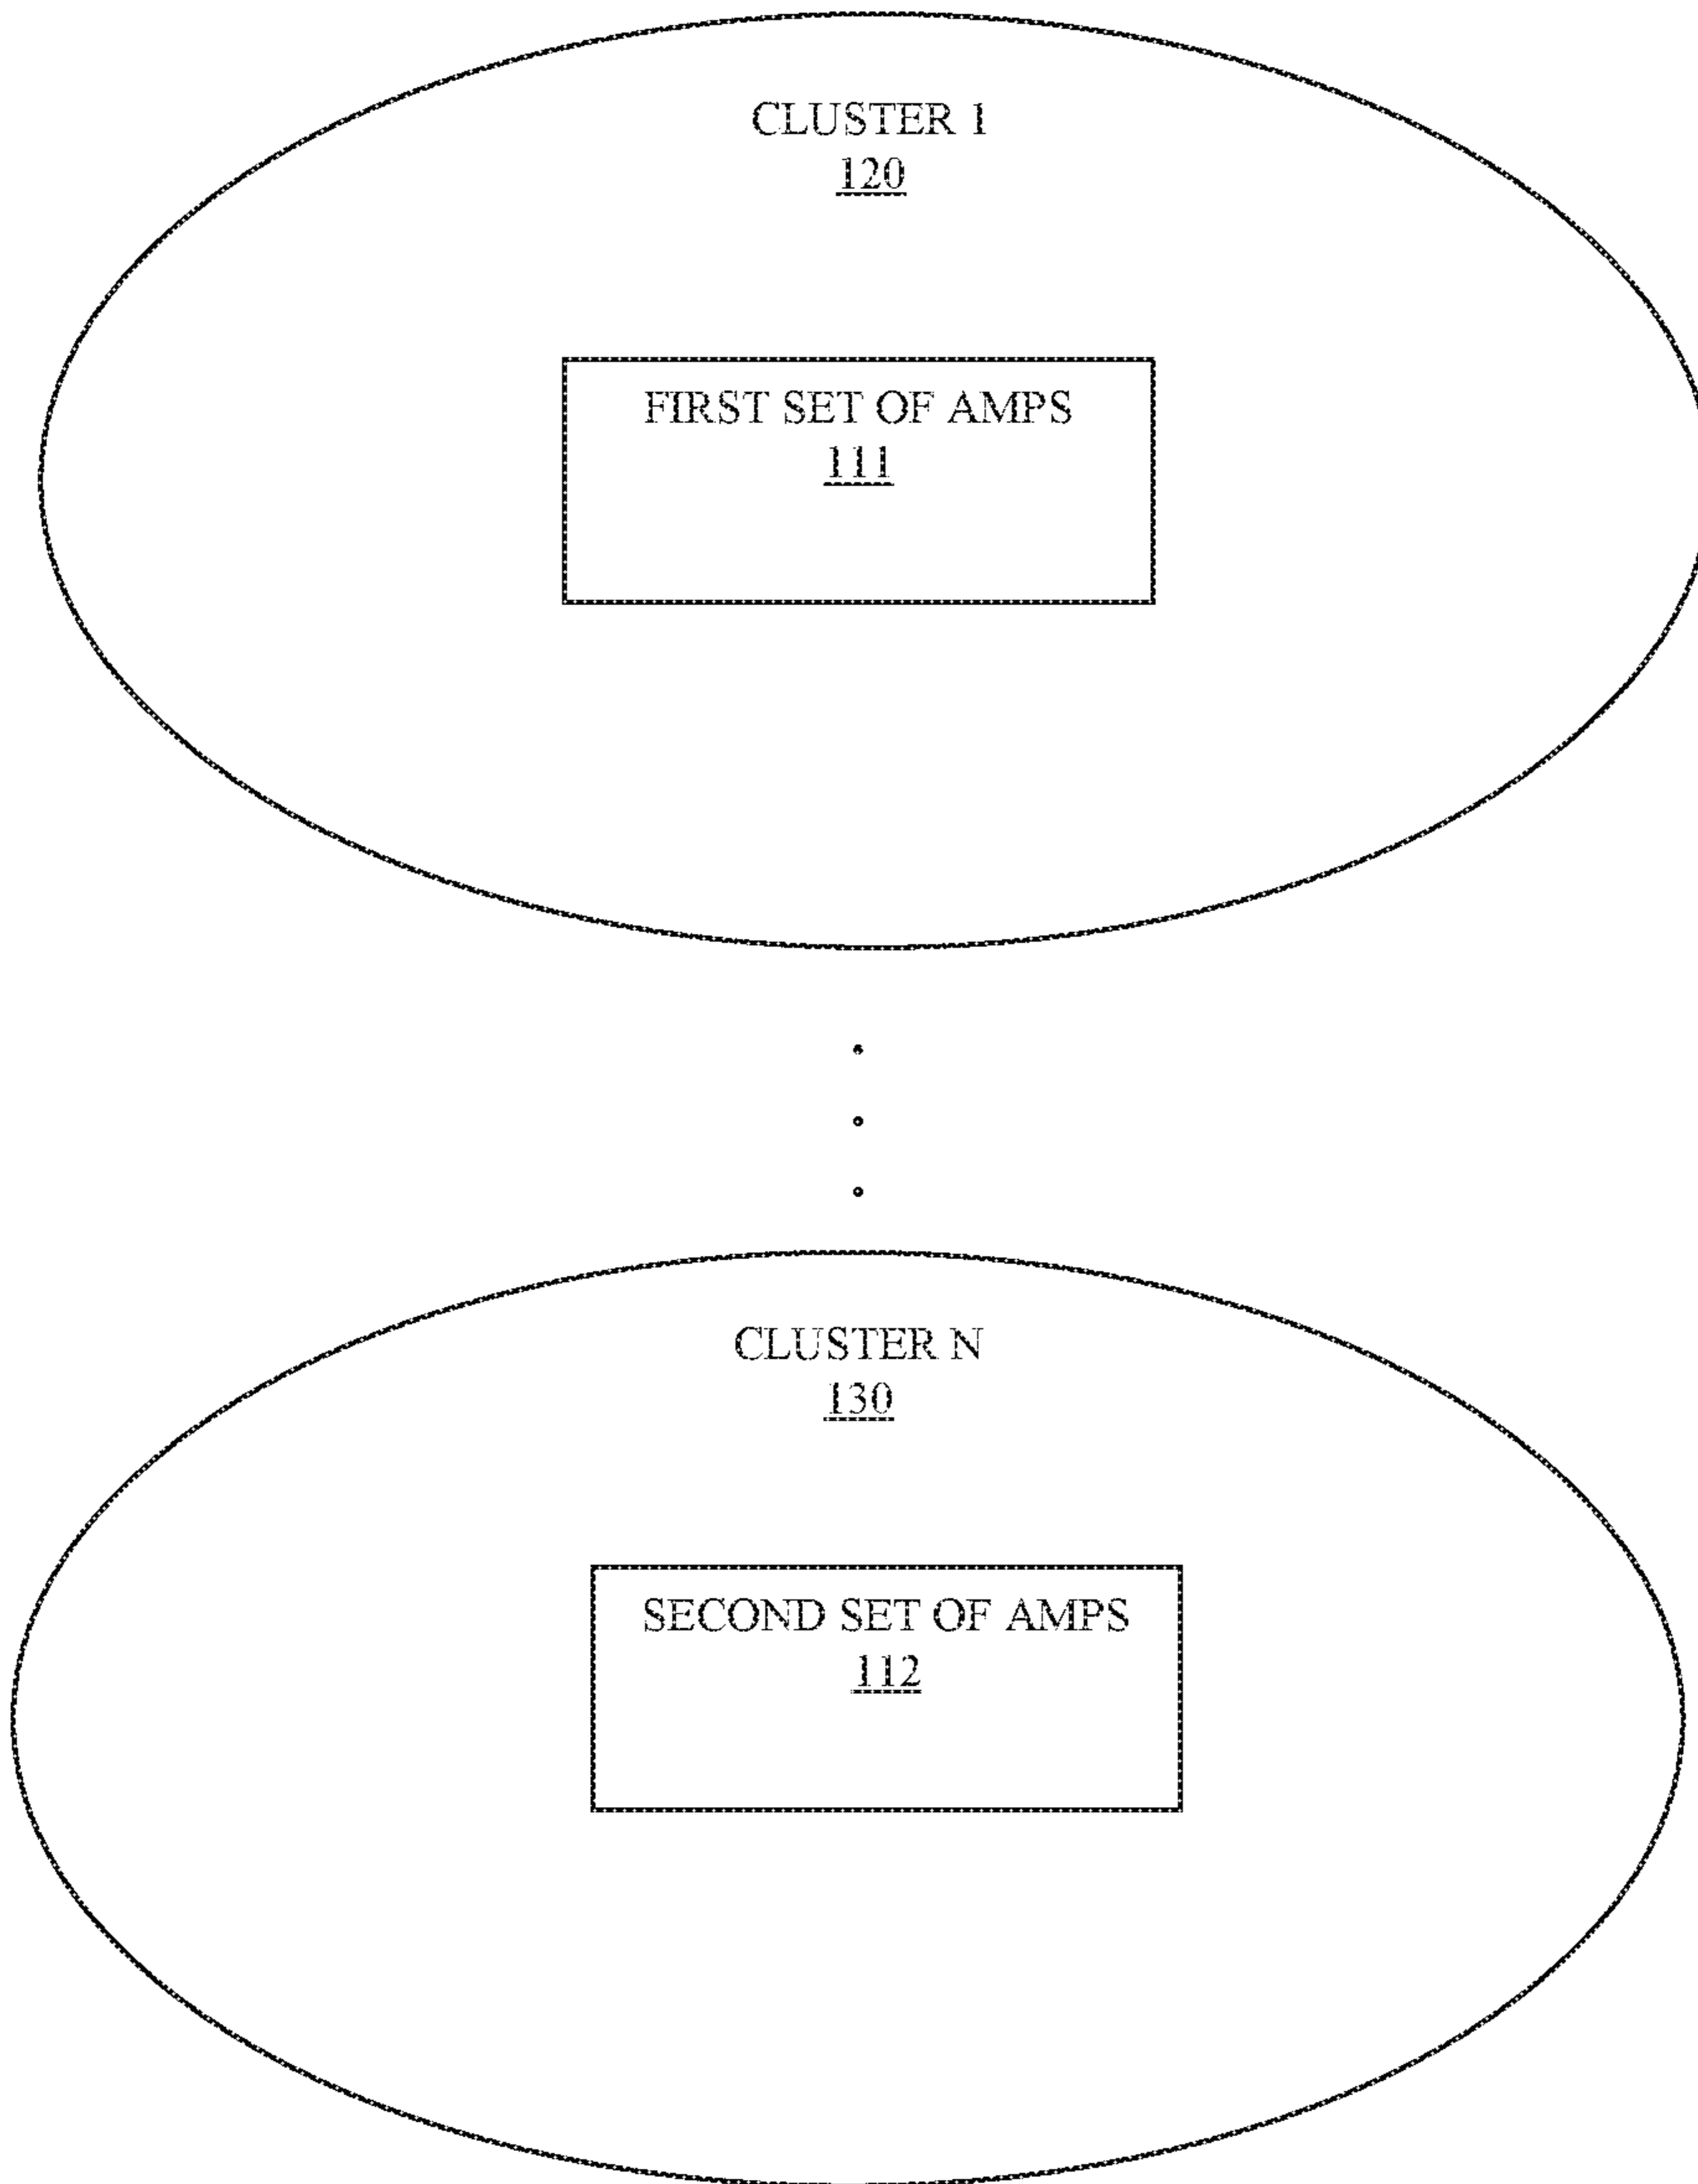 CLUSTER 1
120
FIRST SET OF AMPS
111
CLUSTER N
130
SECOND SET OF AMPS
112